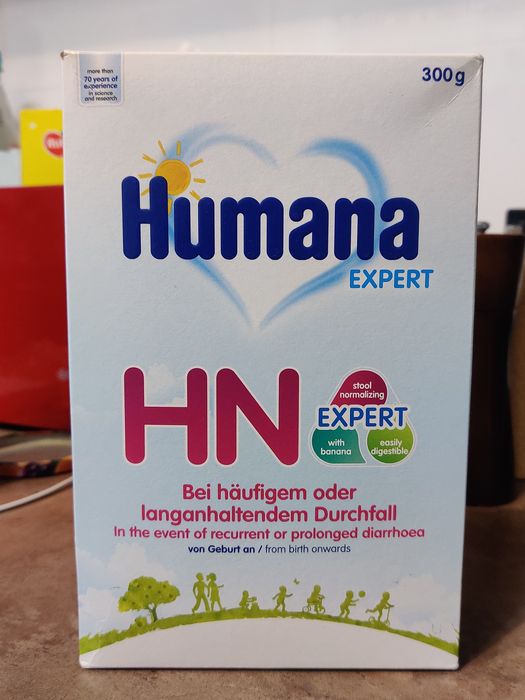 more than
70 years of
experience
in science
and research
300g
Humana
EXPERT
HN
stool
normalizing
EXPERT
with
banana
easily
digestible
Bei häufigem oder
langanhaltendem Durchfall
In the event of recurrent or prolonged diarrhoea
von Geburt an / from birth onwards